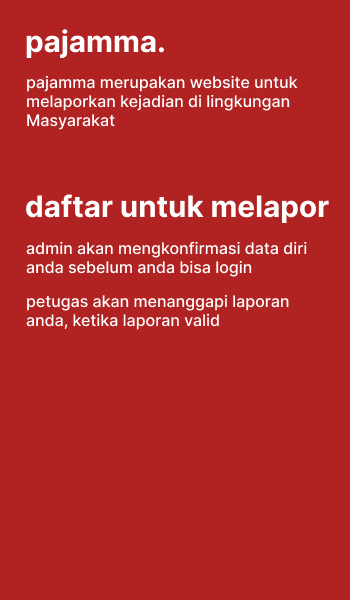 pajamma.
pajamma merupakan website untuk
melaporkan kejadian di lingkungan
Masyarakat
daftar untuk melapor
admin akan mengkonfirmasi data diri
anda sebelum anda bisa login
petugas akan menanggapi laporan
anda, ketika laporan valid